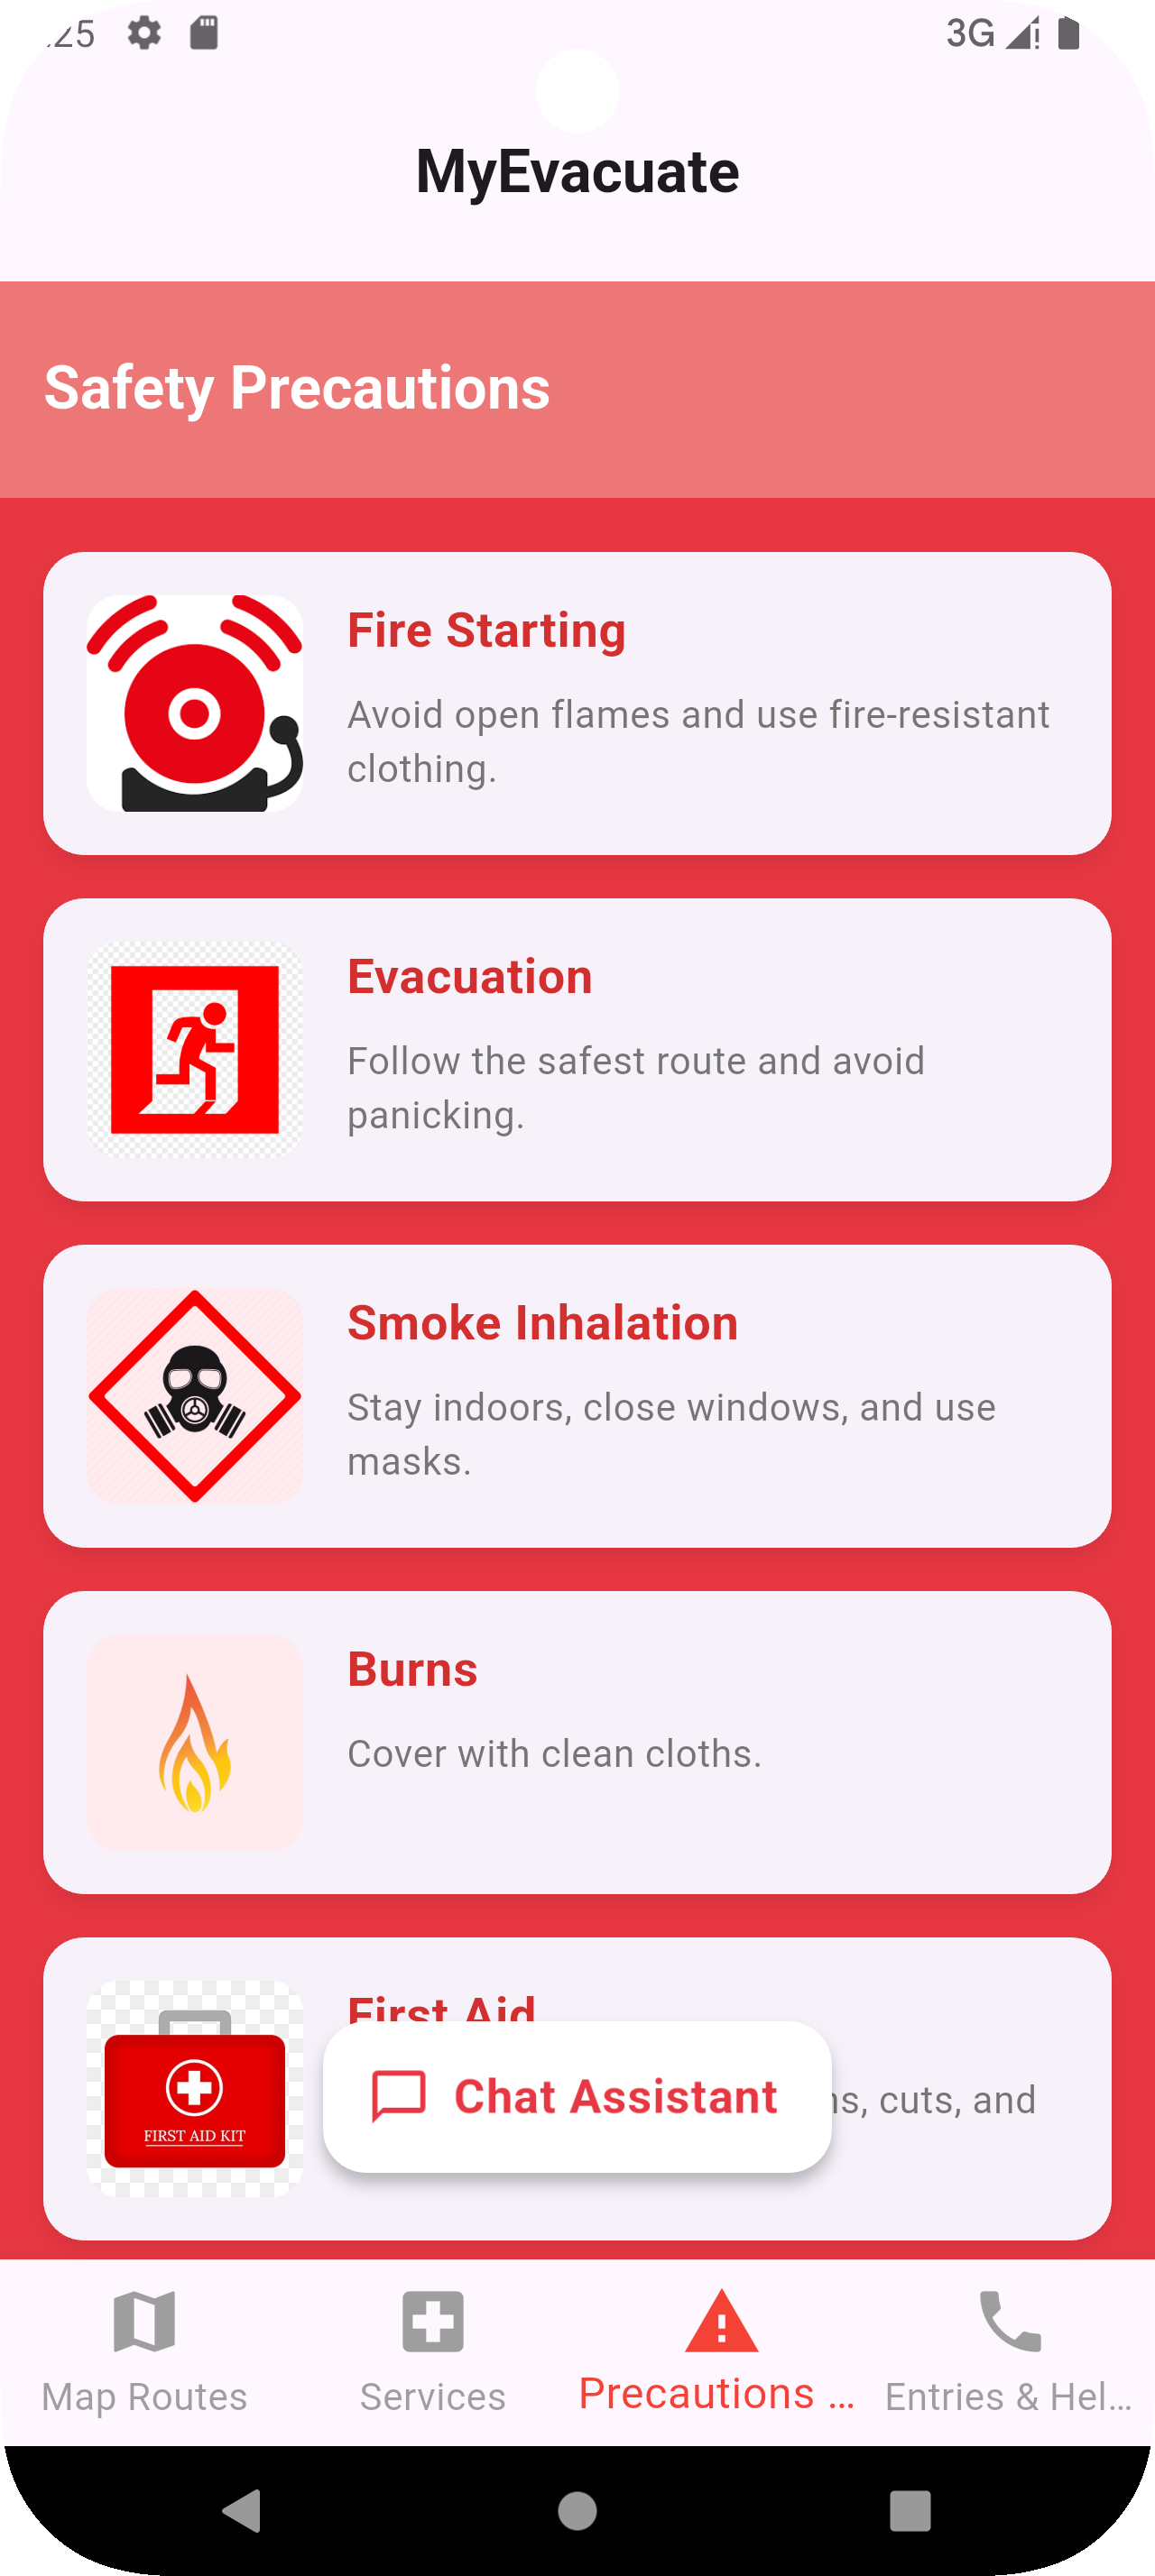 25
3G
MyEvacuate
Safety Precautions
Fire Starting
Avoid open flames and use fire-resistant
clothing.
Evacuation
Follow the safest route and avoid
panicking.
Smoke Inhalation
Stay indoors, close windows, and use
masks.
Burns
Cover with clean cloths.
First Aid
FIRST AID KIT
Chat Assistant
cuts, and
Map Routes
Services
Precautions ...
Entries & Hel...